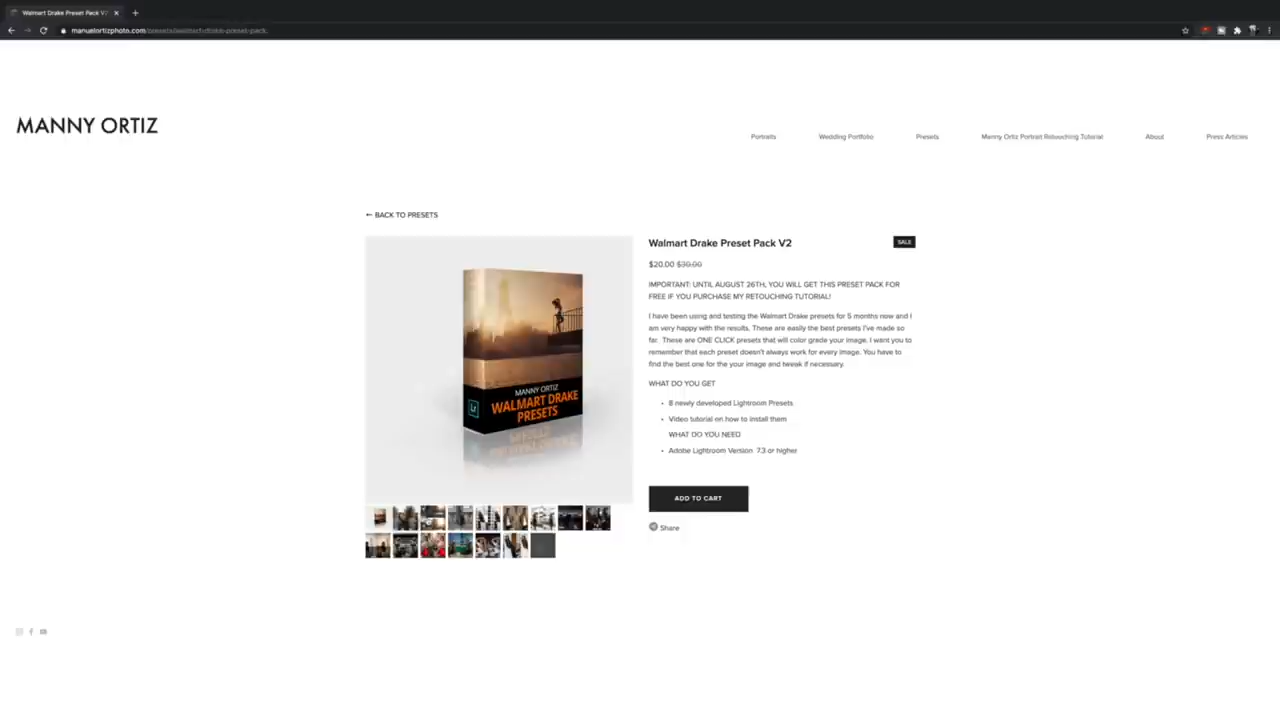 Walmart Drake Preset Pack V2
manuelortizphoto.com/presets/walmart-drake-preset-pack
MANNY ORTIZ
Portraits Wedding Portfolio Presets Manny Ortiz Portrait Retouching Tutorial About Press Articles
← BACK TO PRESETS
MANNY ORTIZ
WALMART DRAKE
PRESETS
Lr
Walmart Drake Preset Pack V2
SALE
$20.00 $30.00
IMPORTANT: UNTIL AUGUST 26TH, YOU WILL GET THIS PRESET PACK FOR
FREE IF YOU PURCHASE MY RETOUCHING TUTORIAL!
I have been using and testing the Walmart Drake presets for 5 months now and I
am very happy with the results. These are easily the best presets I've made so
far. These are ONE CLICK presets that will color grade your image. I want you to
remember that each preset doesn't always work for every image. You have to
find the best one for the your image and tweak if necessary.
WHAT DO YOU GET
• 8 newly developed Lightroom Presets
• Video tutorial on how to install them
WHAT DO YOU NEED
• Adobe Lightroom Version 7.3 or higher
ADD TO CART
Share